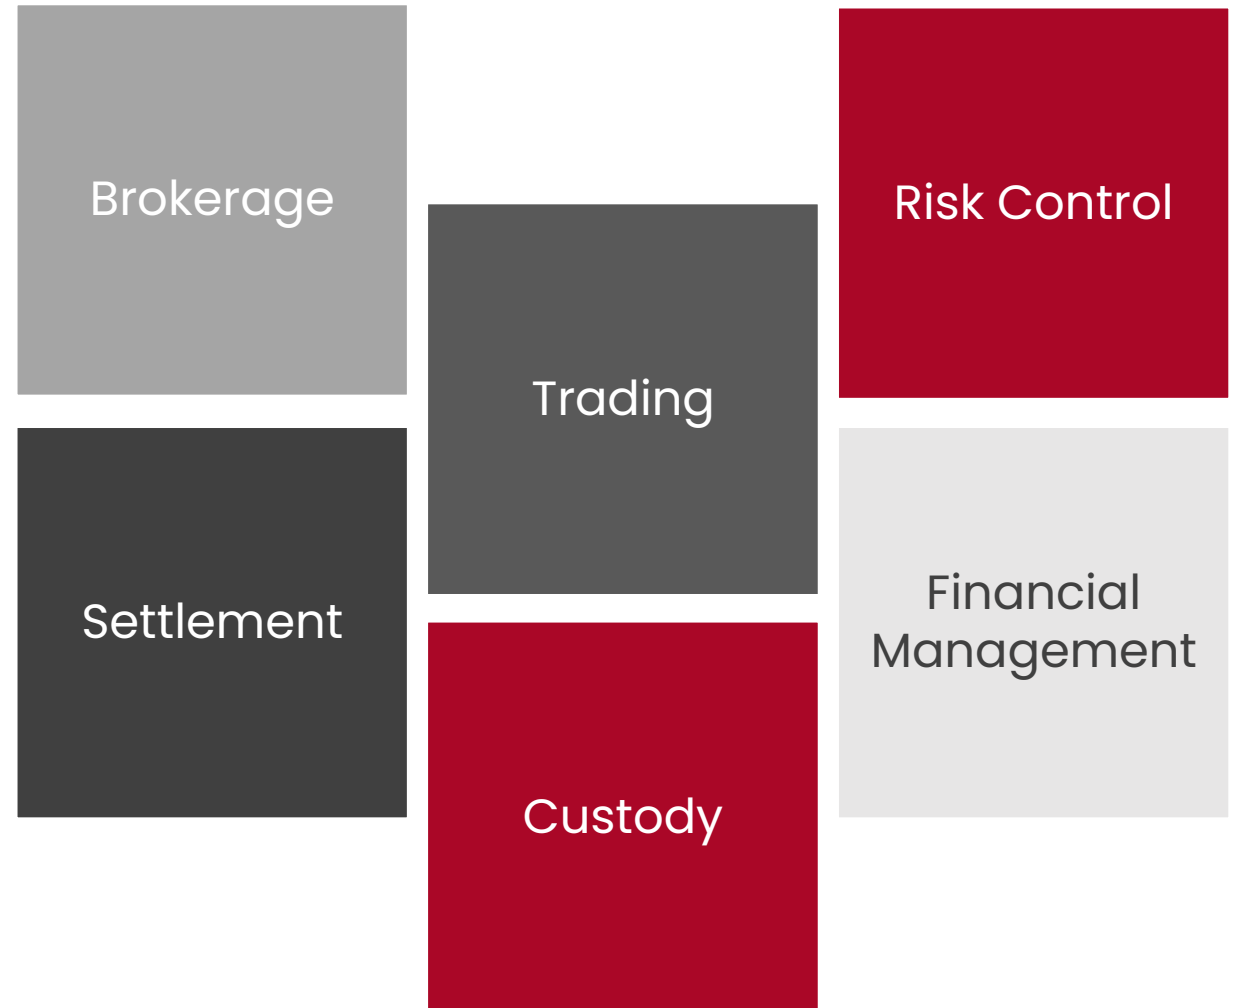 Brokerage
Risk Control
Trading
Settlement
Financial
Management
Custody